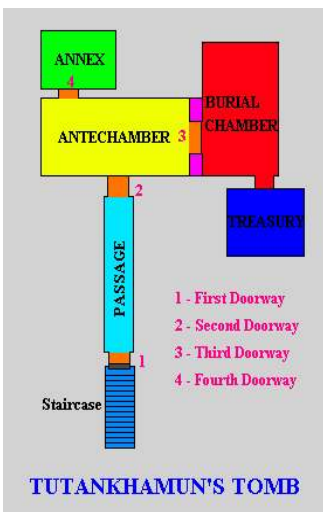 ANNEX
4
BURIAL
CHAMBER
ANTECHAMBER
3
2
TREASURY
PASSAGE
1 - First Doorway
2 - Second Doorway
3 - Third Doorway
4 - Fourth Doorway
1
Staircase
TUTANKHAMUN'S TOMB